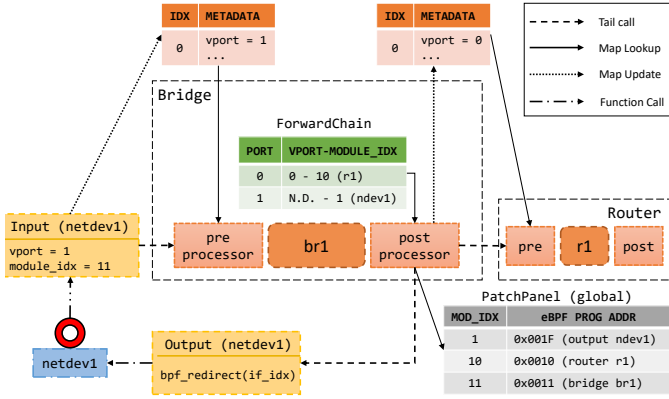 IDX METADATA
0 vport = 1
...
IDX METADATA
0 vport = 0
...
Tail call
Map Lookup
Map Update
Function Call
Bridge
ForwardChain
PORT VPORT-MODULE_IDX
0 0 - 10 (r1)
1 N.D. - 1 (ndev1)
Input (netdev1)
vport = 1
module_idx = 11
pre
processor
br1
post
processor
Router
pre
r1
post
PatchPanel (global)
MOD_IDX eBPF PROG ADDR
1 0x001F (output ndev1)
10 0x0010 (router r1)
11 0x0011 (bridge br1)
netdev1
Output (netdev1)
bpf_redirect(if_idx)